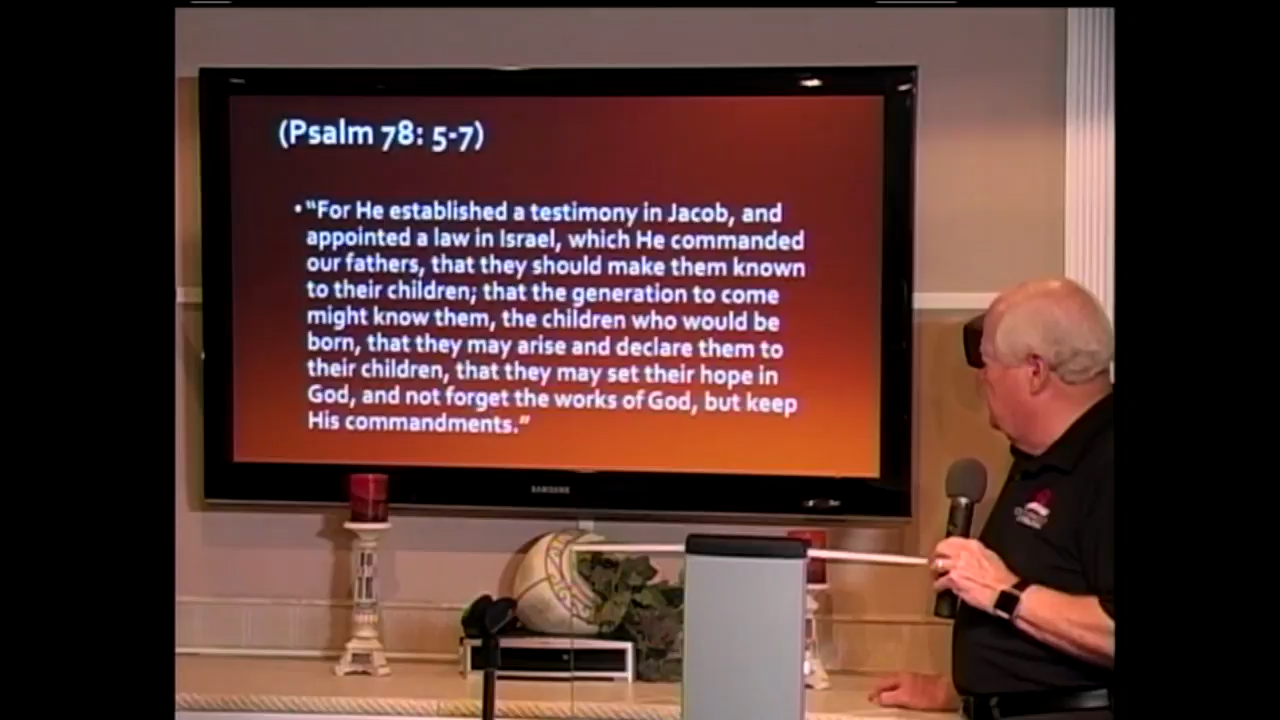 (Psalm 78: 5-7)
• “For He established a testimony in Jacob, and
appointed a law in Israel, which He commanded
our fathers, that they should make them known
to their children; that the generation to come
might know them, the children who would be
born, that they may arise and declare them to
their children, that they may set their hope in
God, and not forget the works of God, but keep
His commandments.”
SAMSUNG